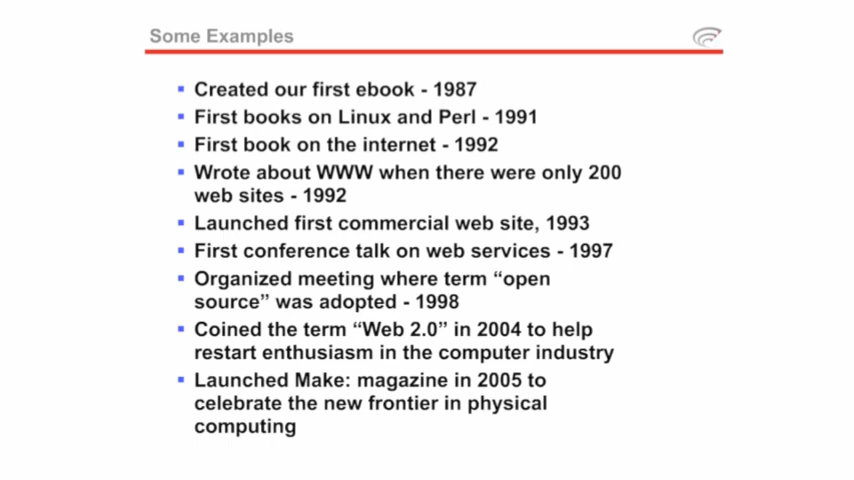 Some Examples
Created our first ebook - 1987
First books on Linux and Perl - 1991
First book on the internet - 1992
Wrote about WWW when there were only 200
web sites - 1992
Launched first commercial web site, 1993
First conference talk on web services - 1997
Organized meeting where term “open
source” was adopted - 1998
Coined the term “Web 2.0” in 2004 to help
restart enthusiasm in the computer industry
Launched Make: magazine in 2005 to
celebrate the new frontier in physical
computing